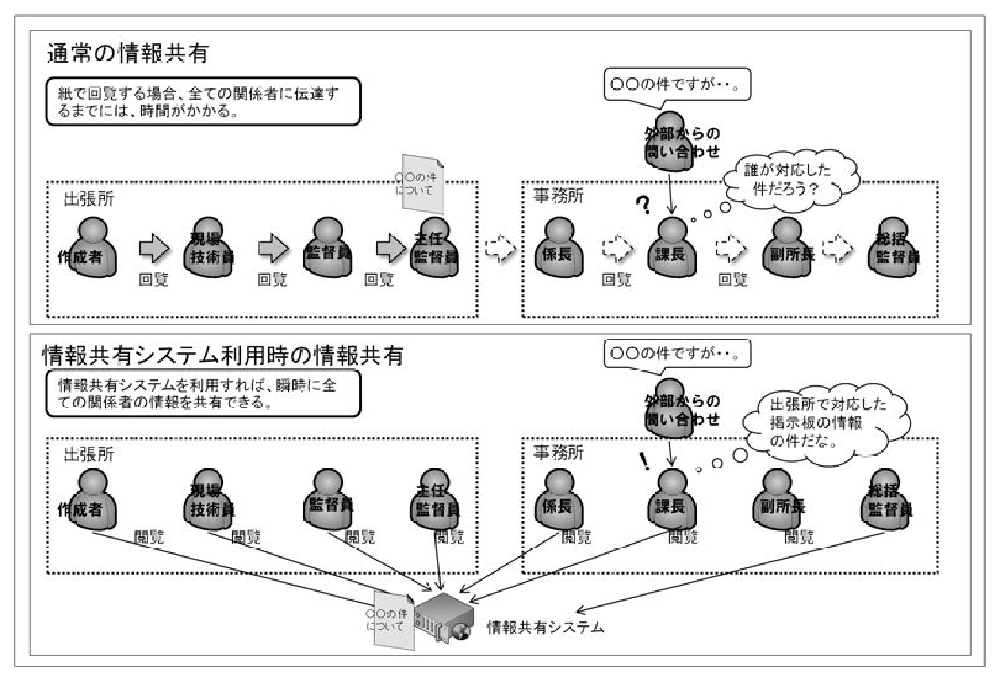 通常の情報共有
紙で回覧する場合、全ての関係者に伝達す
るまでには、時間がかかる。
〇〇の件ですが・・。
外部からの
問い合わせ
誰が対応した
件だろう？
〇〇の件
について
出張所
事務所
？
作成者
現場
技術員
監督員
主任
監督員
係長
課長
副所長
総括
監督員
回覧
回覧
回覧
回覧
回覧
情報共有システム利用時の情報共有
情報共有システムを利用すれば、瞬時に全
ての関係者の情報を共有できる。
〇〇の件ですが・・。
外部からの
問い合わせ
出張所で対応した
掲示板の情報
の件だな。
出張所
事務所
！
作成者
現場
技術員
監督員
主任
監督員
係長
課長
副所長
総括
監督員
閲覧
閲覧
閲覧
閲覧
閲覧
閲覧
閲覧
〇〇の件
について
情報共有システム